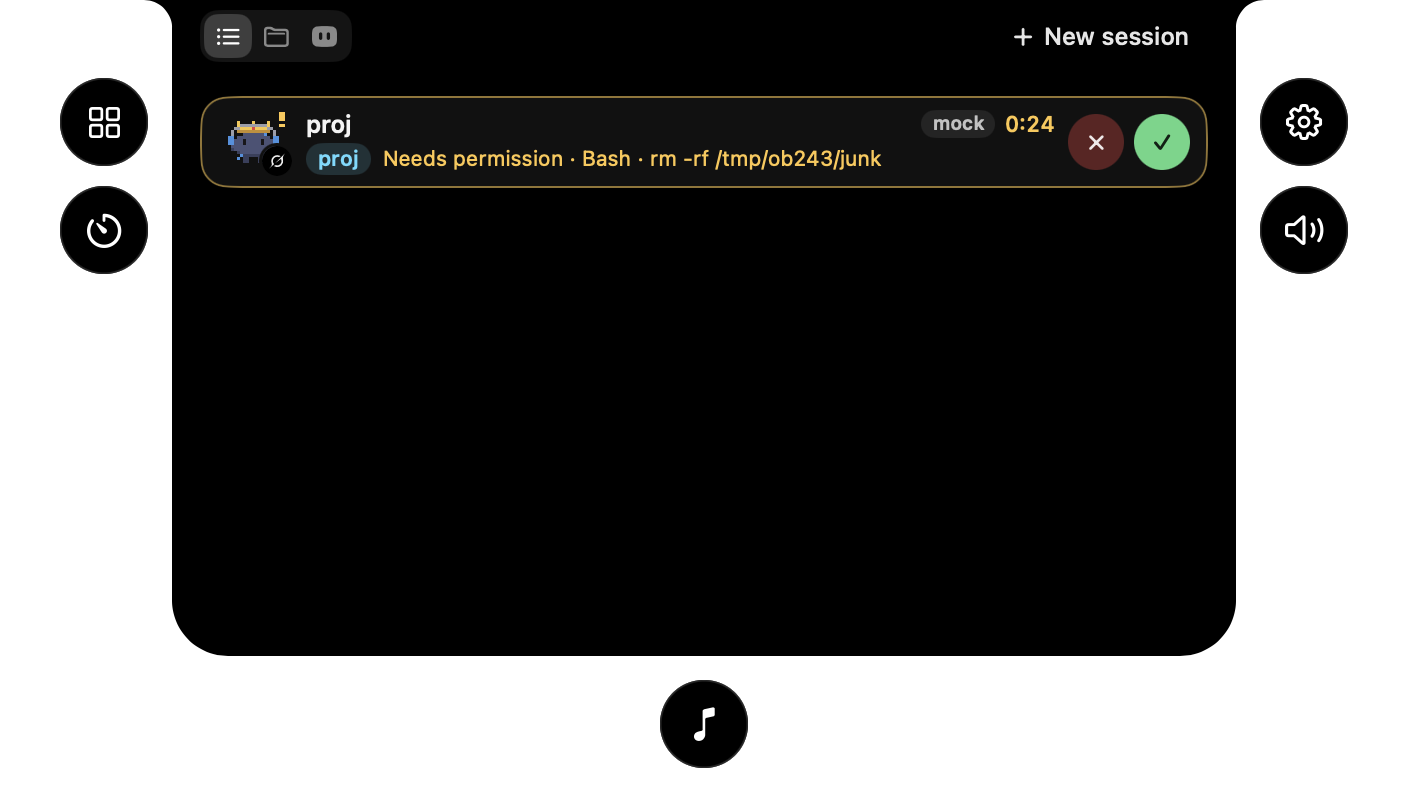 New session
proj
mock 0:24
proj Needs permission · Bash · rm -rf /tmp/ob243/junk